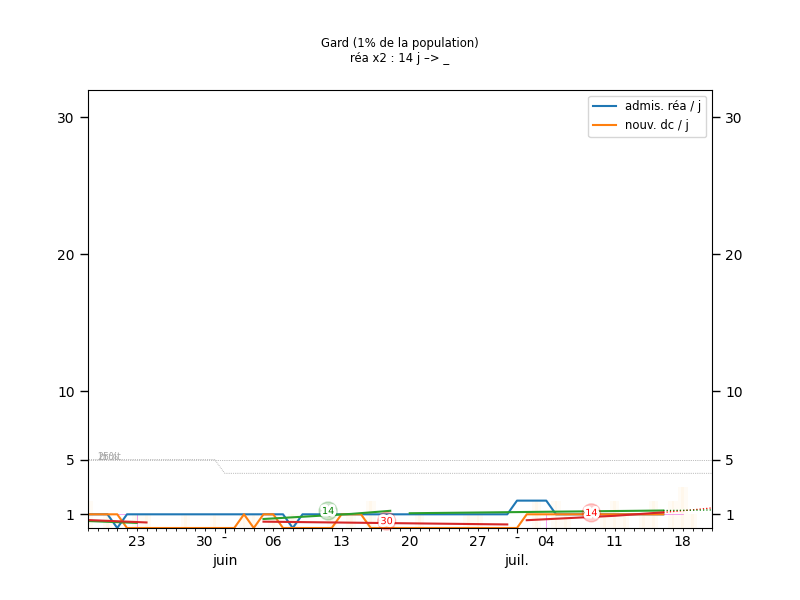 Gard (1% de la population)
réa x2 : 14 j –> _
admis. réa / j
nouv. dc / j
30 30
20 20
10 10
5 5
1 1
14
30
14
23 30 - 06 13 20 27 - 04 11 18
juin juil.